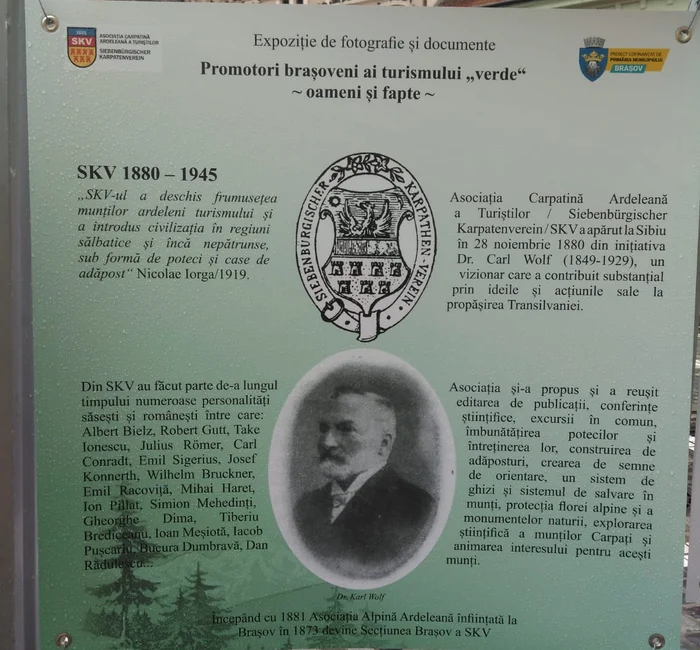 1880
SKV
ASOCIAȚIA CARPATINĂ
ARDELEANĂ A TURIȘTILOR
SIEBENBÜRGISCHER
KARPATENVEREIN
Expoziție de fotografie și documente
Promotori brașoveni ai turismului „verde“
~ oameni și fapte ~
PROIECT COFINANȚAT DE
PRIMĂRIA MUNICIPIULUI
BRAȘOV
SKV 1880 – 1945
„SKV-ul a deschis frumusețea
munților ardeleni turismului și
a introdus civilizația în regiuni
sălbatice și încă nepătrunse,
sub formă de poteci și case de
adăpost“ Nicolae Iorga/1919.
SIEBENBÜRGISCHER KARPATHEN-VEREIN
Asociația Carpatină Ardeleană
a Turiștilor / Siebenbürgischer
Karpatenverein / SKV a apărut la Sibiu
în 28 noiembrie 1880 din inițiativa
Dr. Carl Wolf (1849-1929), un
vizionar care a contribuit substanțial
prin ideile și acțiunile sale la
propășirea Transilvaniei.
Din SKV au făcut parte de-a lungul
timpului numeroase personalități
săsești și românești între care:
Albert Bielz, Robert Gutt, Take
Ionescu, Julius Römer, Carl
Conradt, Emil Sigerius, Josef
Konnerth, Wilhelm Bruckner,
Emil Racoviță, Mihai Haret,
Ion Pillat, Simion Mehedinți,
Gheorghe Dima, Tiberiu
Brediceanu, Ioan Meșiotă, Iacob
Pușcariu, Bucura Dumbravă, Dan
Rădulescu...
Asociația și-a propus și a reușit
editarea de publicații, conferințe
științifice, excursii în comun,
îmbunătățirea potecilor și
întreținerea lor, construirea de
adăposturi, crearea de semne
de orientare, un sistem de
ghizi și sistemul de salvare în
munți, protecția florei alpine și a
monumentelor naturii, explorarea
științifică a munților Carpați și
animarea interesului pentru acești
munți.
Dr. Karl Wolf
Începând cu 1881 Asociația Alpină Ardeleană înființată la
Brașov în 1873 devine Secțiunea Brașov a SKV